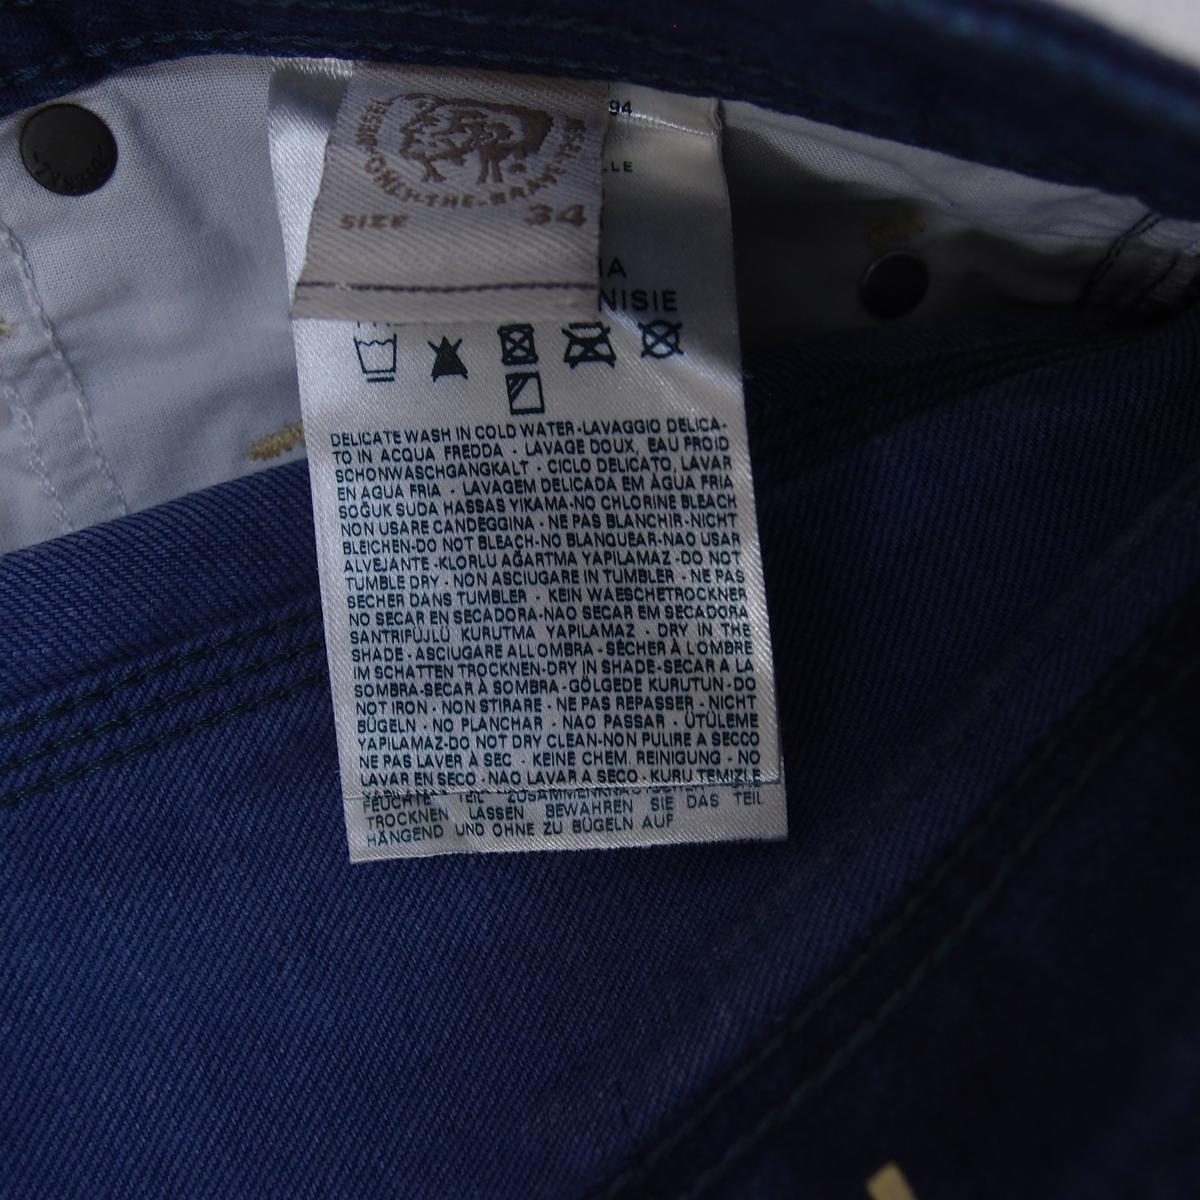 DIESEL ONLY-THE-BRAVE
SIZE 34
94
LLE
IA
NISIE
DELICATE WASH IN COLD WATER-LAVAGGIO DELICA-
TO IN ACQUA FREDDA - LAVAGE DOUX, EAU FROID
SCHONWASCHGANGKALT - CICLO DELICATO, LAVAR
EN AGUA FRIA - LAVAGEM DELICADA EM ÀGUA FRIA
SOĞUK SUDA HASSAS YIKAMA-NO CHLORINE BLEACH
NON USARE CANDEGGINA - NE PAS BLANCHIR-NICHT
BLEICHEN-DO NOT BLEACH-NO BLANQUEAR-NAO USAR
ALVEJANTE -KLORLU AĞARTMA YAPILAMAZ -DO NOT
TUMBLE DRY - NON ASCIUGARE IN TUMBLER - NE PAS
SECHER DANS TUMBLER - KEIN WAESCHETROCKNER
NO SECAR EN SECADORA-NAO SECAR EM SECADORA
SANTRIFÜJLÜ KURUTMA YAPILAMAZ - DRY IN THE
SHADE-ASCIUGARE ALL OMBRA - SÈCHER À L OMBRE
IM SCHATTEN TROCKNEN-DRY IN SHADE-SECAR A LA
SOMBRA-SECAR À SOMBRA-GÖLGEDE KURUTUN-DO
NOT IRON - NON STIRARE - NE PAS REPASSER - NICHT
BÜGELN - NO PLANCHAR - NAO PASSAR - ÜTÜLEME
YAPILAMAZ-DO NOT DRY CLEAN-NON PULIRE A SECCO
NE PAS LAVER À SEC - KEINE CHEM. REINIGUNG - NO
LAVAR EN SECO -NAO LAVAR A SECO -KURU TEMIZLE
FEUCHTE TEIL
TROCKNEN LASSEN BEWAHREN SIE DAS TEIL
HÄNGEND UND OHNE ZU BÜGELN AUF